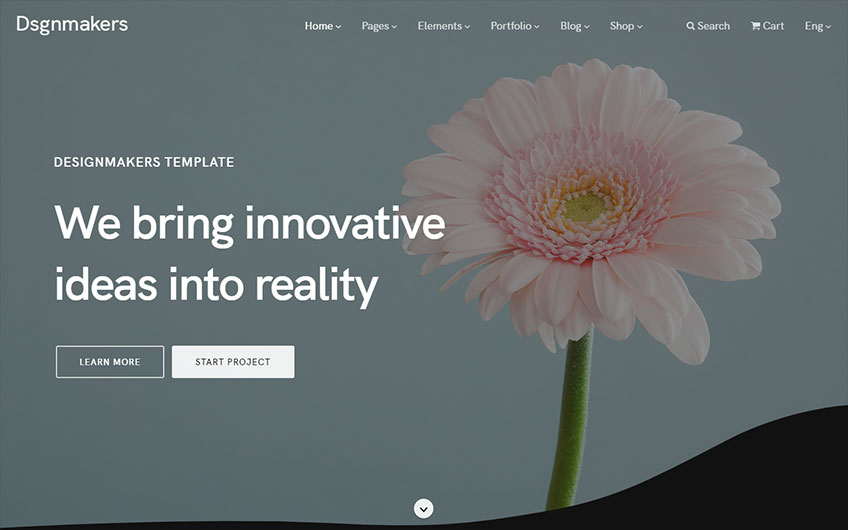 Dsgnmakers
Home Pages Elements Portfolio Blog Shop Search Cart Eng
DESIGNMAKERS TEMPLATE
We bring innovative
ideas into reality
LEARN MORE START PROJECT